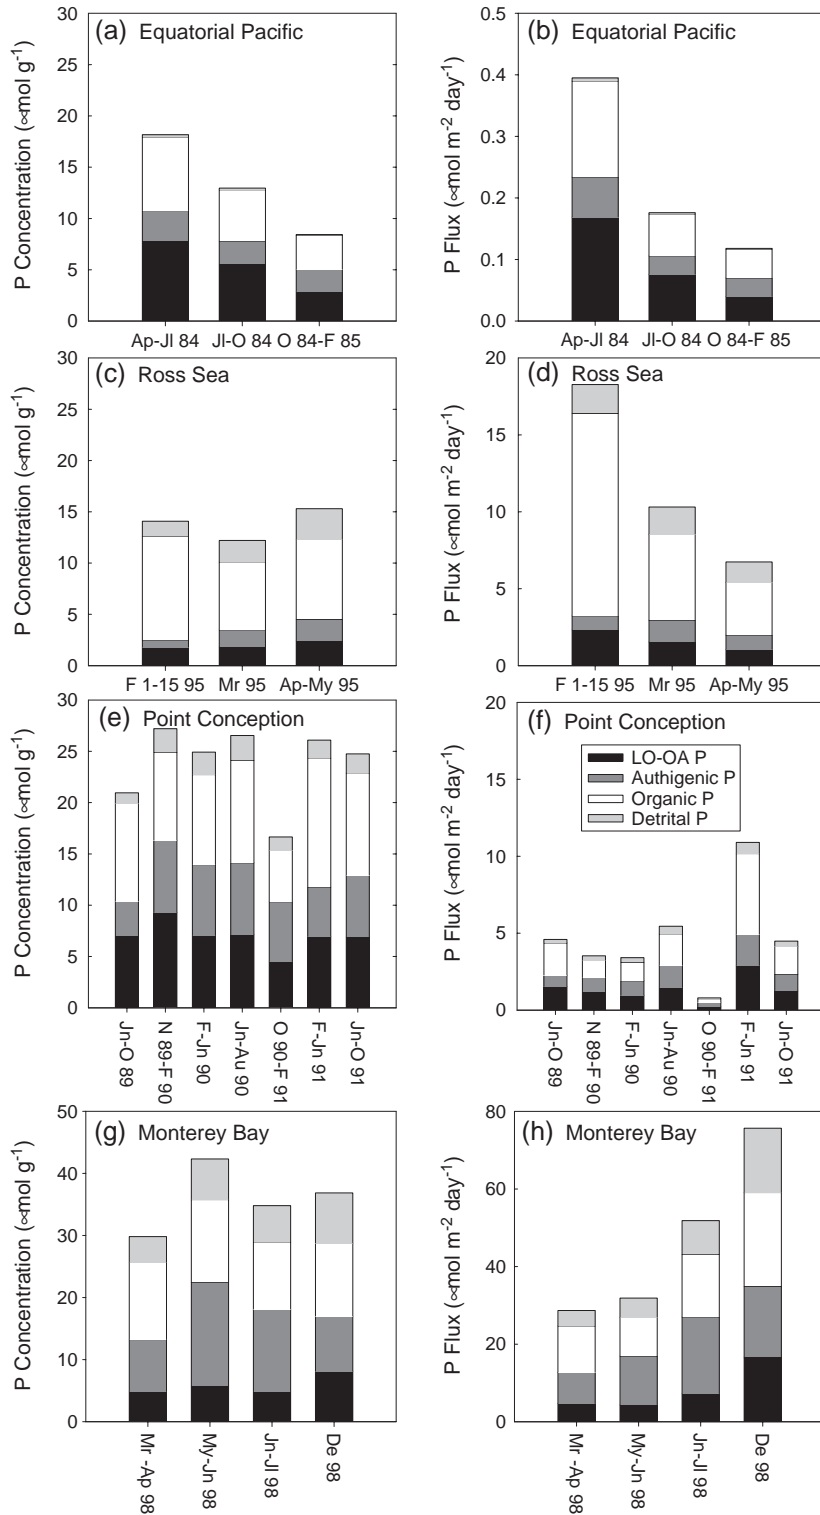 (a) Equatorial Pacific
P Concentration (∝mol g-1)
30
25
20
15
10
5
0
Ap-Jl 84 Jl-O 84 O 84-F 85
(b) Equatorial Pacific
P Flux (∝mol m-2 day-1)
0.5
0.4
0.3
0.2
0.1
0.0
Ap-Jl 84 Jl-O 84 O 84-F 85
(c) Ross Sea
P Concentration (∝mol g-1)
30
25
20
15
10
5
0
F 1-15 95 Mr 95 Ap-My 95
(d) Ross Sea
P Flux (∝mol m-2 day-1)
20
15
10
5
0
F 1-15 95 Mr 95 Ap-My 95
(e) Point Conception
P Concentration (∝mol g-1)
30
25
20
15
10
5
0
Jn-O 89
N 89-F 90
F-Jn 90
Jn-Au 90
O 90-F 91
F-Jn 91
Jn-O 91
(f) Point Conception
P Flux (∝mol m-2 day-1)
20
15
10
5
0
LO-OA P
Authigenic P
Organic P
Detrital P
Jn-O 89
N 89-F 90
F-Jn 90
Jn-Au 90
O 90-F 91
F-Jn 91
Jn-O 91
(g) Monterey Bay
P Concentration (∝mol g-1)
50
40
30
20
10
0
Mr -Ap 98
My-Jn 98
Jn-Jl 98
De 98
(h) Monterey Bay
P Flux (∝mol m-2 day-1)
80
60
40
20
0
Mr -Ap 98
My-Jn 98
Jn-Jl 98
De 98